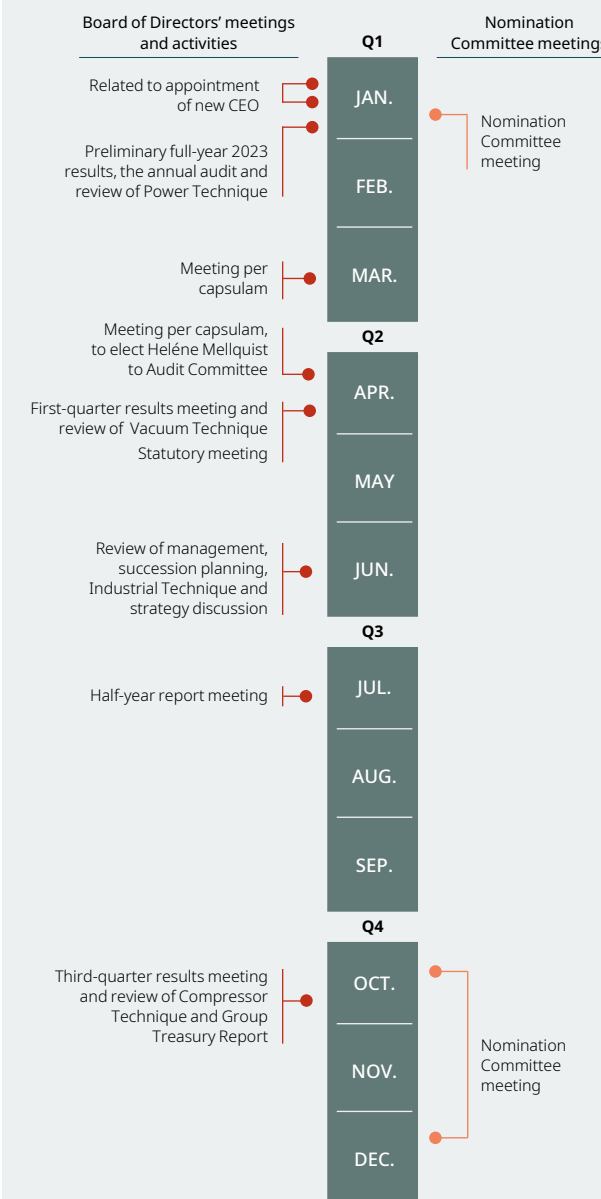 Board of Directors’ meetings
and activities
Nomination
Committee meetings
Q1
Related to appointment
of new CEO
JAN.
Nomination
Committee
meeting
Preliminary full-year 2023
results, the annual audit and
review of Power Technique
FEB.
Meeting per
capsulam
MAR.
Q2
Meeting per capsulam,
to elect Heléne Mellquist
to Audit Committee
APR.
First-quarter results meeting and
review of Vacuum Technique
Statutory meeting
MAY
Review of management,
succession planning,
Industrial Technique and
strategy discussion
JUN.
Q3
Half-year report meeting
JUL.
AUG.
SEP.
Q4
Third-quarter results meeting
and review of Compressor
Technique and Group
Treasury Report
OCT.
NOV.
Nomination
Committee
meeting
DEC.